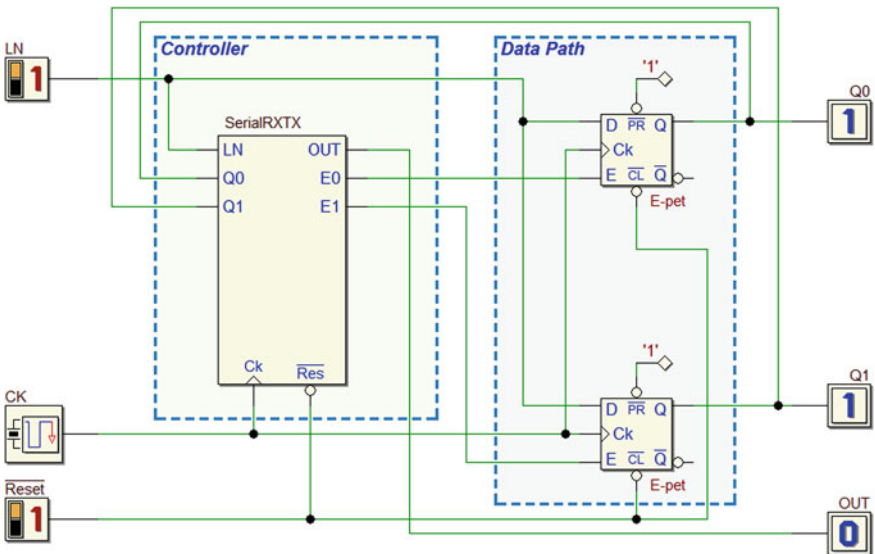 Controller
Data Path
LN
1
'1'
Q0
1
SerialRXTX
D PR Q
LN OUT
Ck
Q0 E0
E CL Q
Q1 E1
E-pet
'1'
Ck Res
Q1
1
CK
D PR Q
Ck
E CL Q
E-pet
Reset
1
OUT
0